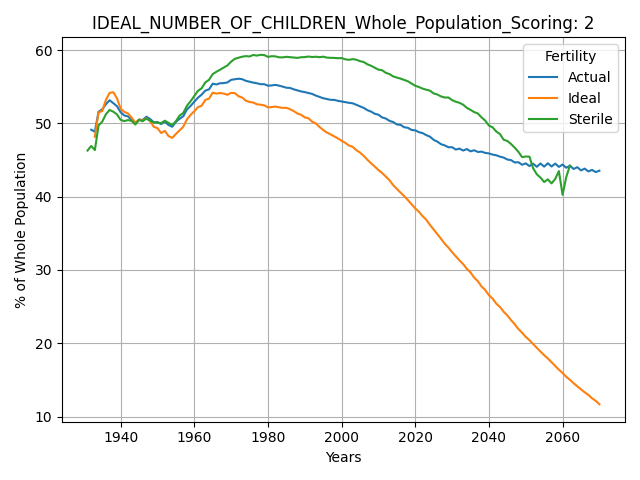 IDEAL_NUMBER_OF_CHILDREN_Whole_Population_Scoring: 2
Fertility
Actual
Ideal
Sterile
% of Whole Population
60
50
40
30
20
10
1940 1960 1980 2000 2020 2040 2060
Years